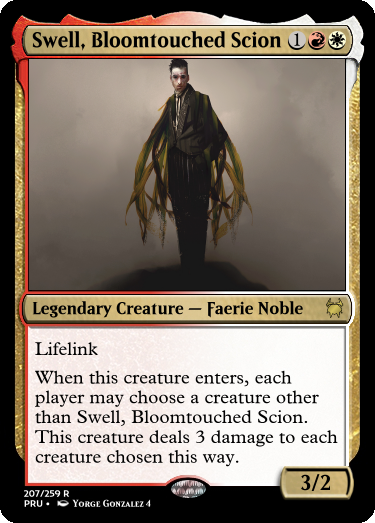 Swell, Bloomtouched Scion 1
Legendary Creature — Faerie Noble
Lifelink
When this creature enters, each
player may choose a creature other
than Swell, Bloomtouched Scion.
This creature deals 3 damage to each
creature chosen this way.
3/2
207/259 R
PRU • Yorge Gonzalez 4